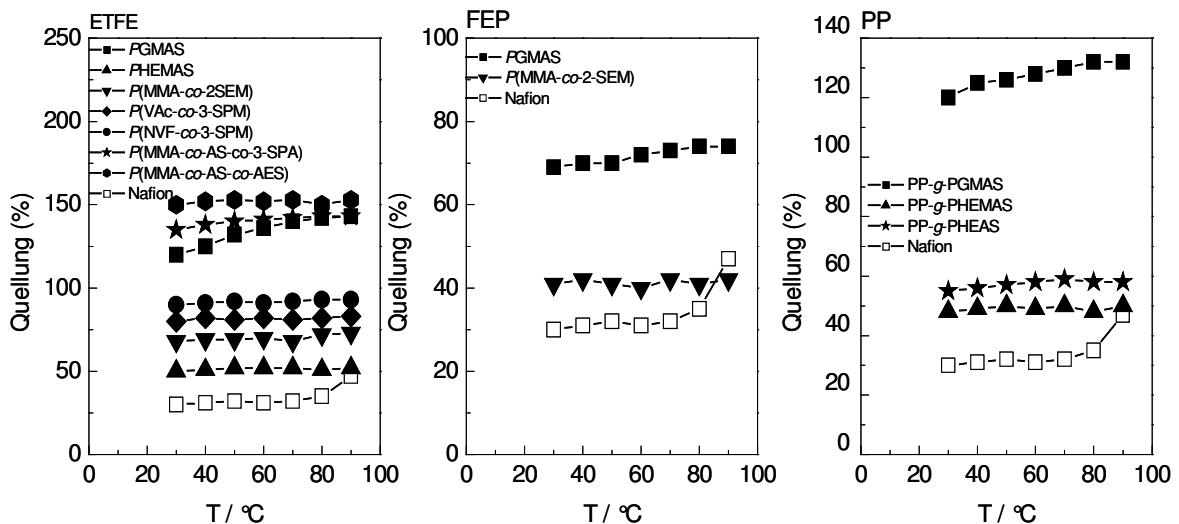 ETFE
250
200
150
100
50
0
Quellung (%)
PGMAS
PHEMAS
P(MMA-co-2SEM)
P(VAc-co-3-SPM)
P(NVF-co-3-SPM)
P(MMA-co-AS-co-3-SPA)
P(MMA-co-AS-co-AES)
Nafion
0 20 40 60 80 100
T / °C
FEP
100
80
60
40
20
0
Quellung (%)
PGMAS
P(MMA-co-2-SEM)
Nafion
0 20 40 60 80 100
T / °C
PP
140
120
100
80
60
40
20
0
Quellung (%)
PP-g-PGMAS
PP-g-PHEMAS
PP-g-PHEAS
Nafion
0 20 40 60 80 100
T / °C